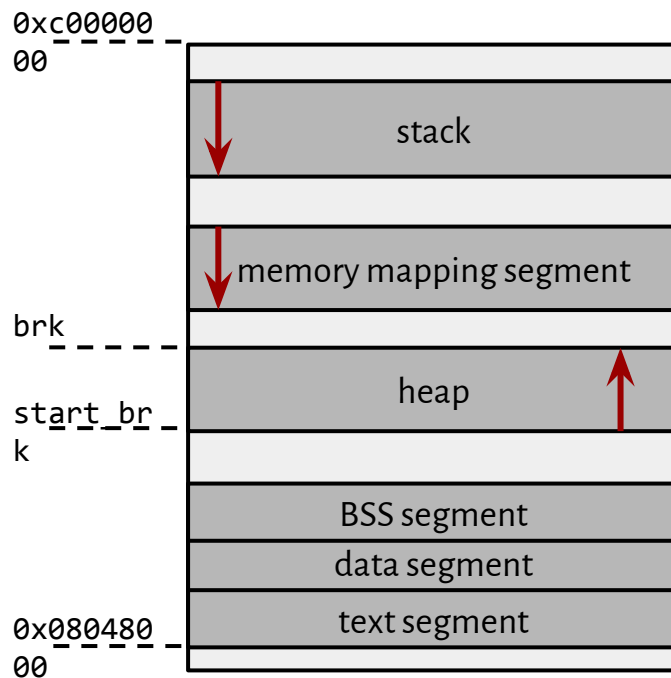 0xc00000
00
stack
memory mapping segment
brk
heap
start_br
k
BSS segment
data segment
text segment
0x080480
00